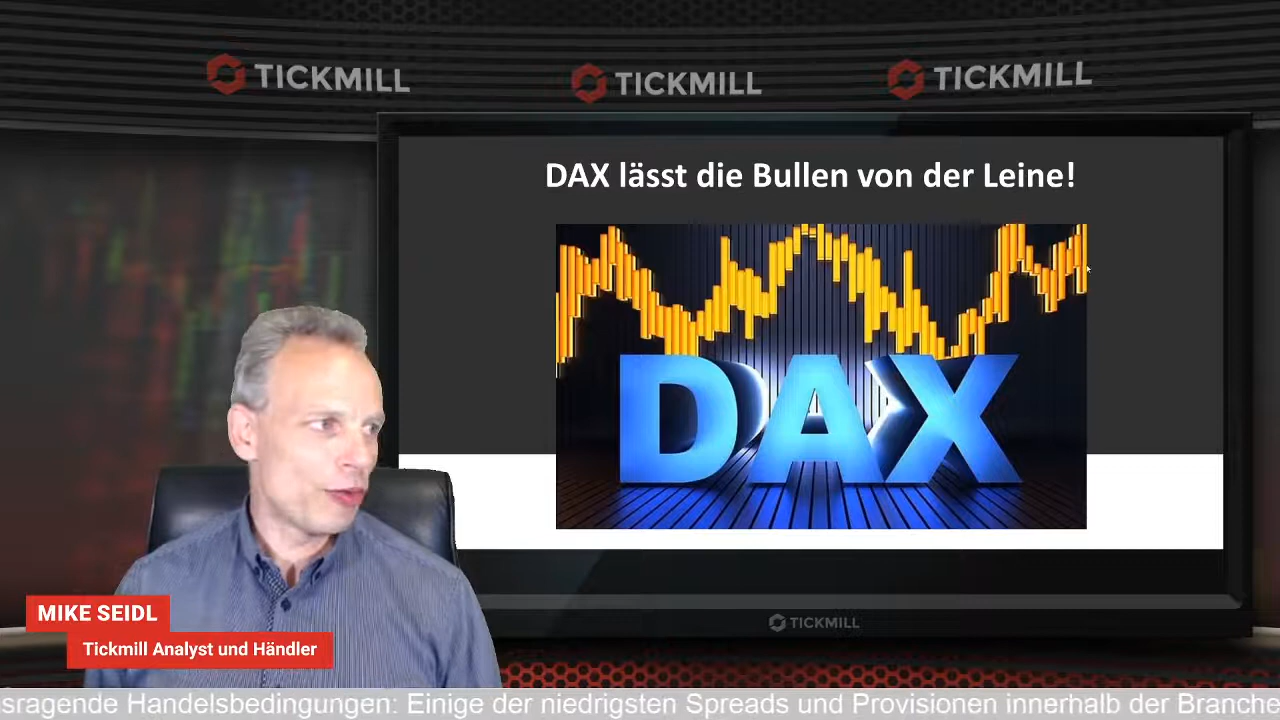 TICKMILL
TICKMILL
TICKMILL
DAX lässt die Bullen von der Leine!
DAX
TICKMILL
MIKE SEIDL
Tickmill Analyst und Händler
sragende Handelsbedingungen: Einige der niedrigsten Spreads und Provisionen innerhalb der Branche